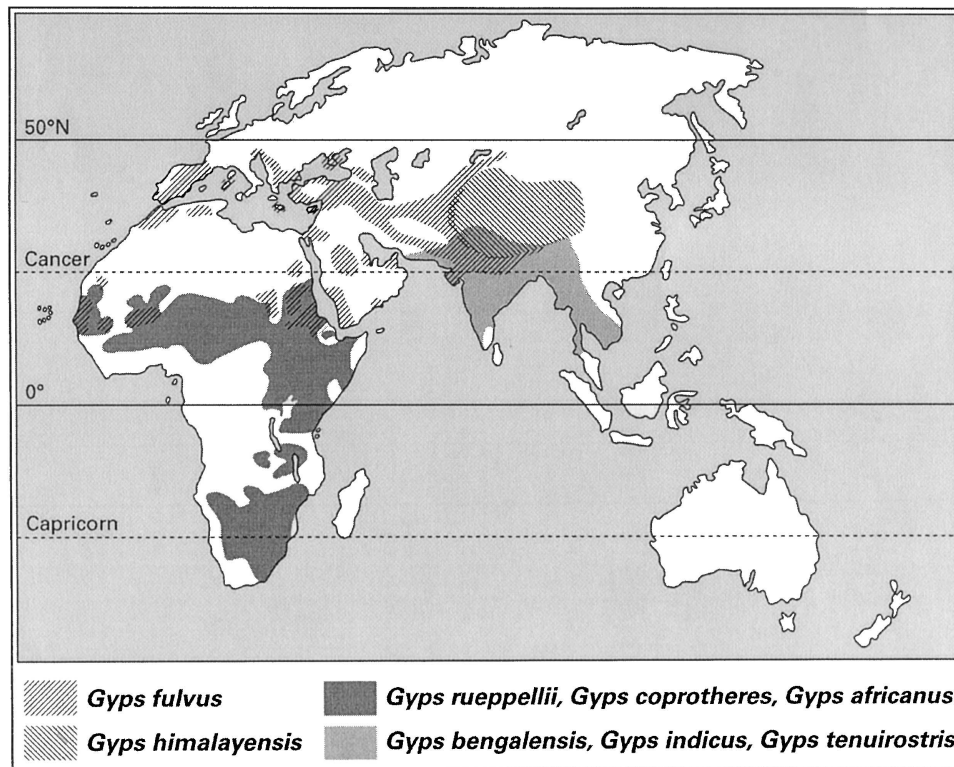 50°N
Cancer
0°
Capricorn
Gyps fulvus
Gyps rueppellii, Gyps coprotheres, Gyps africanus
Gyps himalayensis
Gyps bengalensis, Gyps indicus, Gyps tenuirostris